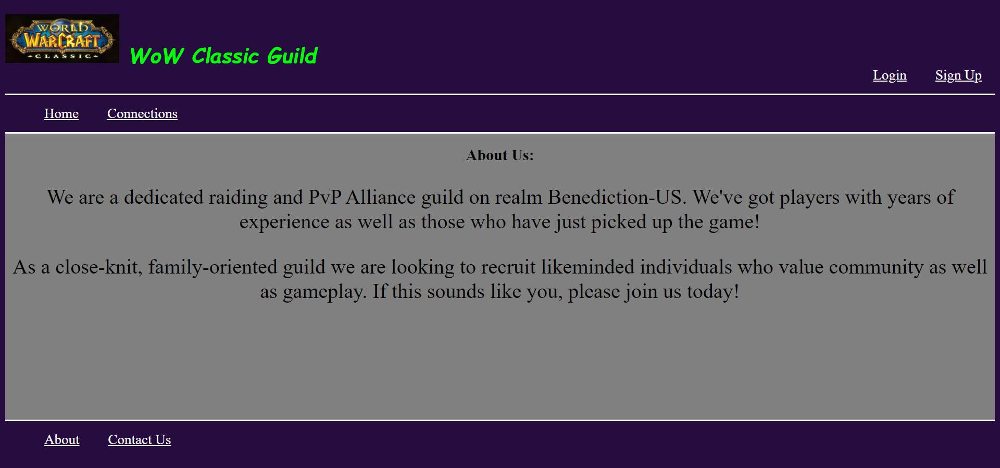 WORLD
WARCRAFT
CLASSIC
WoW Classic Guild
Login Sign Up
Home Connections
About Us:
We are a dedicated raiding and PvP Alliance guild on realm Benediction-US. We've got players with years of
experience as well as those who have just picked up the game!
As a close-knit, family-oriented guild we are looking to recruit likeminded individuals who value community as well
as gameplay. If this sounds like you, please join us today!
About Contact Us